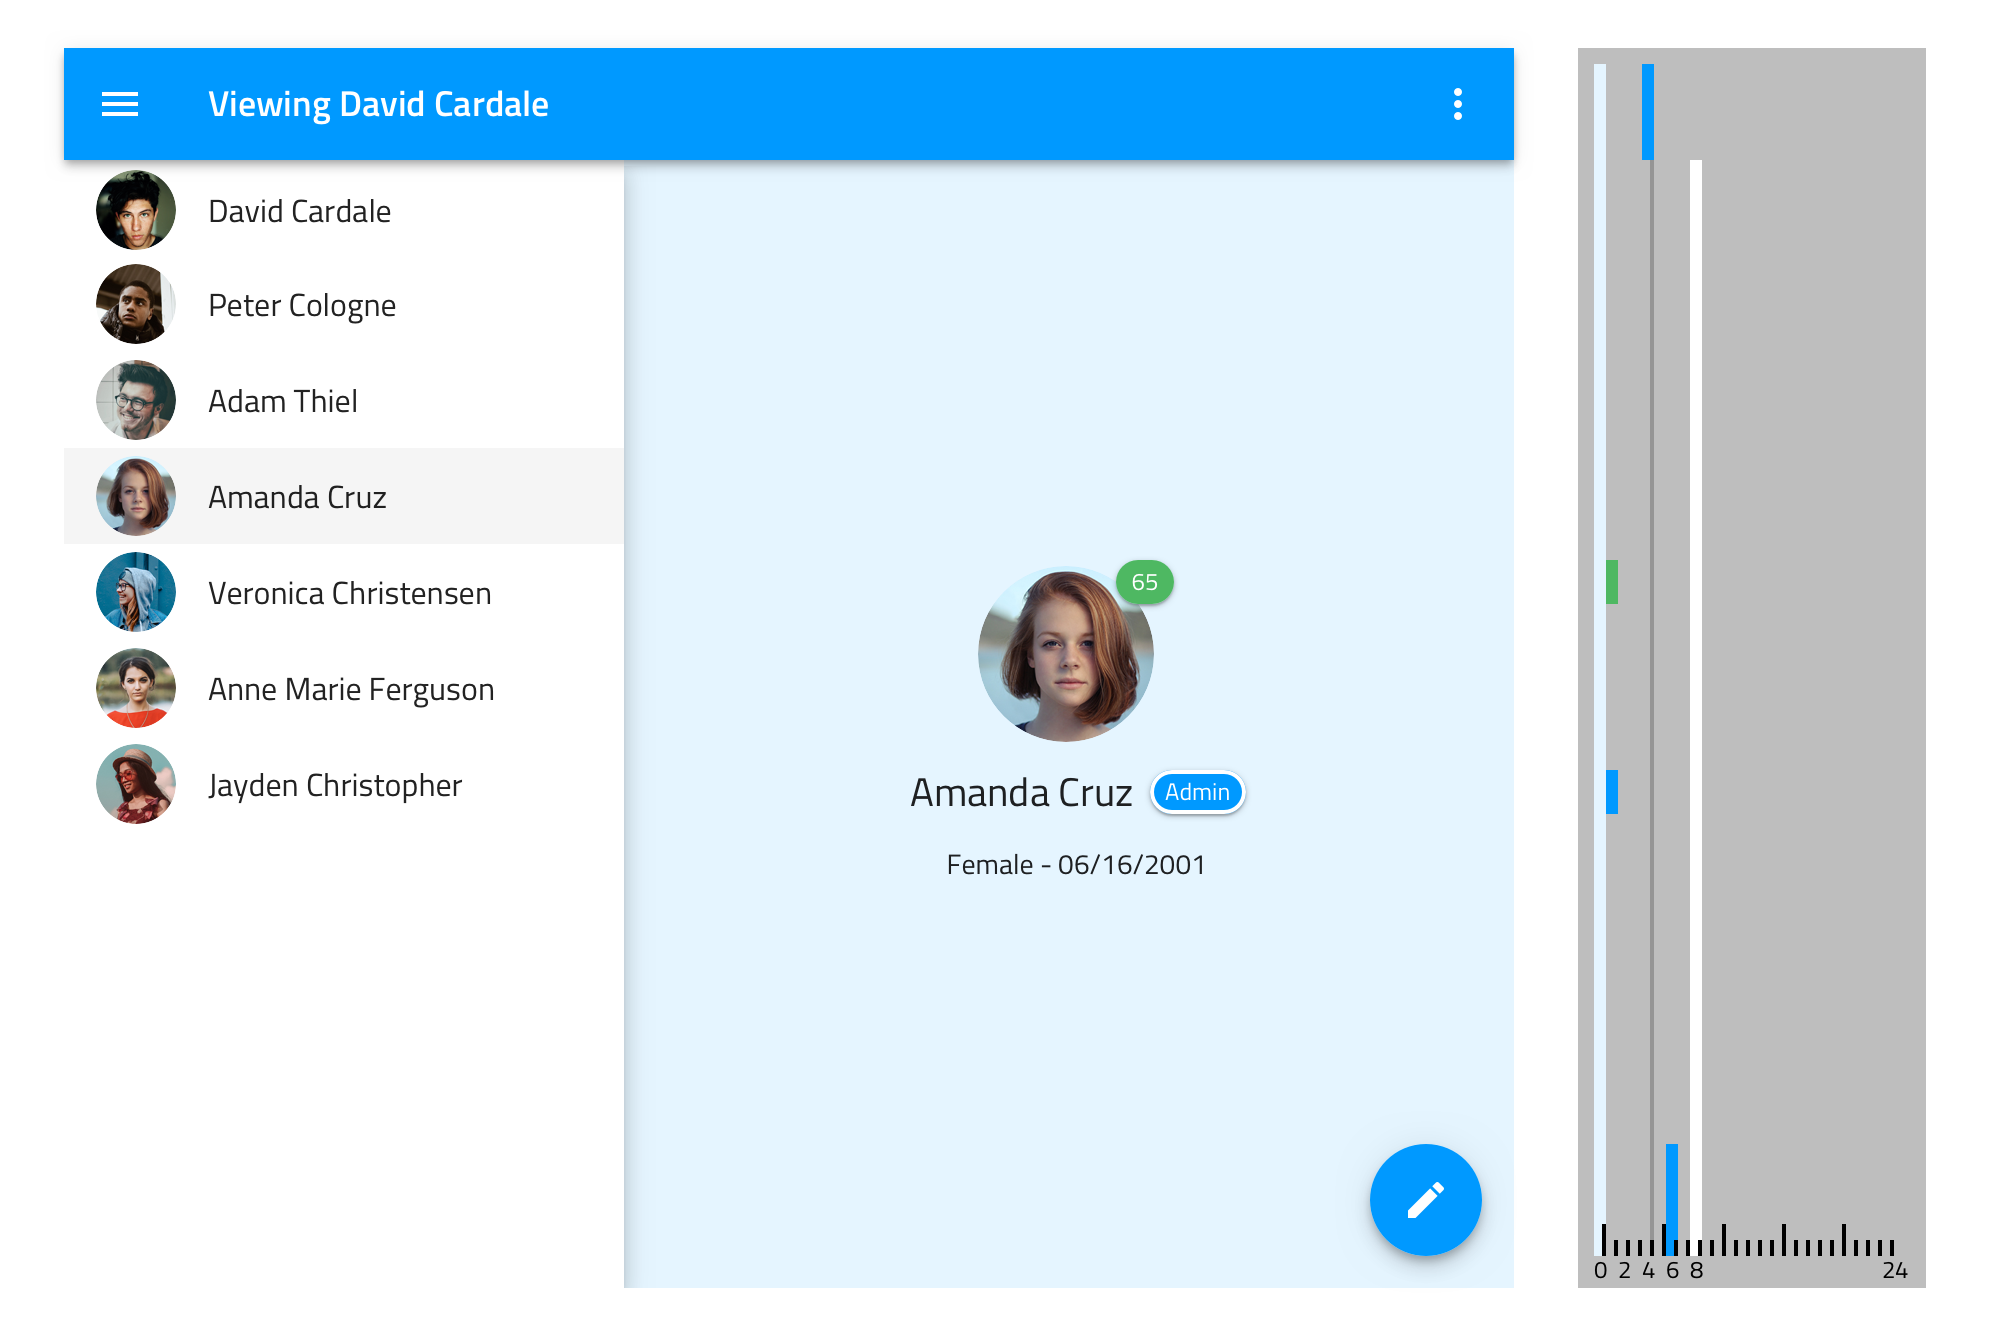 Viewing David Cardale
David Cardale
Peter Cologne
Adam Thiel
Amanda Cruz
Veronica Christensen
Anne Marie Ferguson
Jayden Christopher
65
Amanda Cruz Admin
Female - 06/16/2001
0 2 4 6 8 24